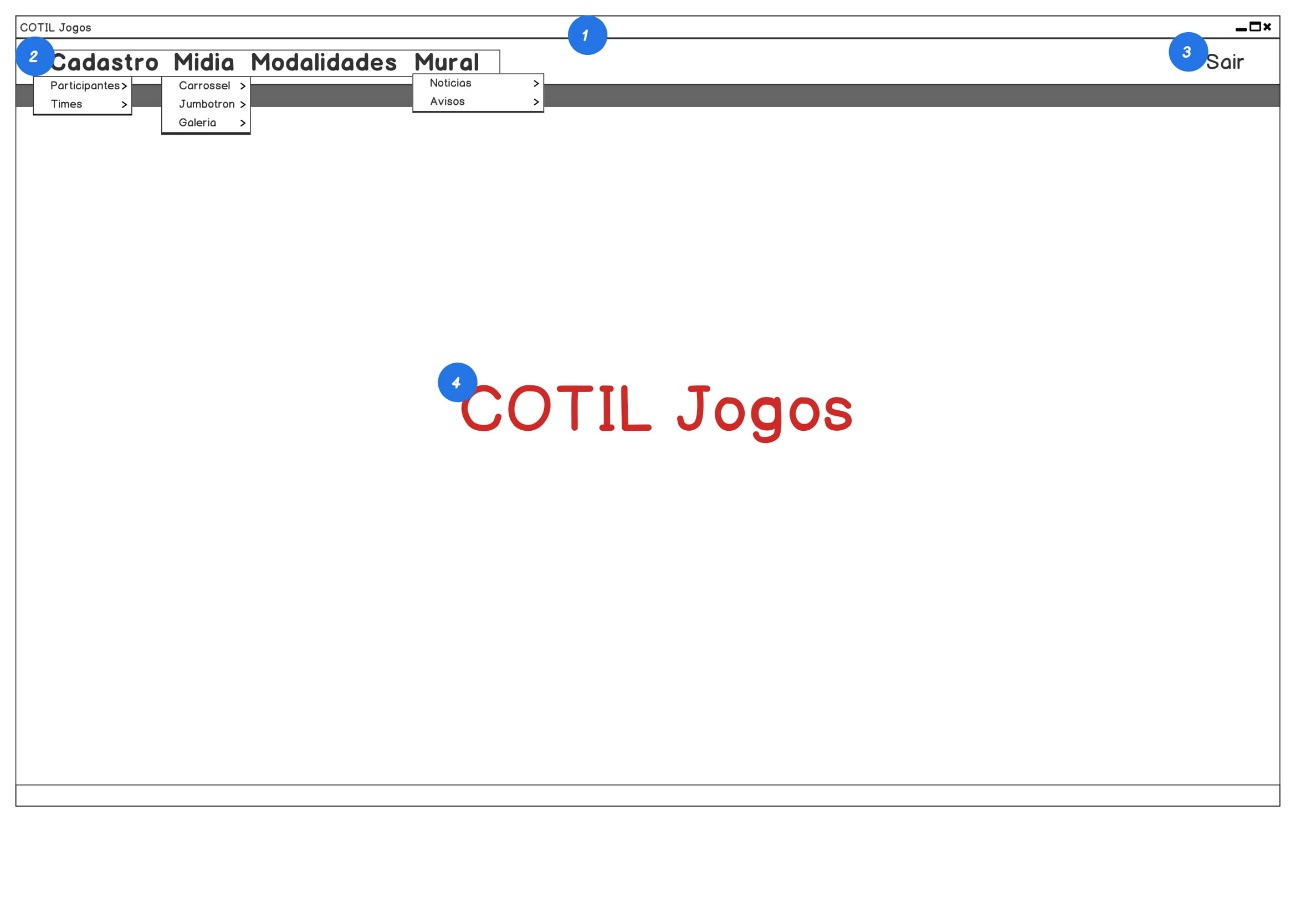 COTIL Jogos
1
2
3
Cadastro Midia Modalidades Mural
Sair
Participantes
Times
Carrossel
Jumbotron
Galeria
Noticias
Avisos
4
COTIL Jogos